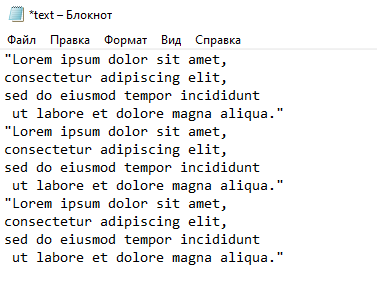 *text – Блокнот
Файл Правка Формат Вид Справка
"Lorem ipsum dolor sit amet,
consectetur adipiscing elit,
sed do eiusmod tempor incididunt
 ut labore et dolore magna aliqua."
"Lorem ipsum dolor sit amet,
consectetur adipiscing elit,
sed do eiusmod tempor incididunt
 ut labore et dolore magna aliqua."
"Lorem ipsum dolor sit amet,
consectetur adipiscing elit,
sed do eiusmod tempor incididunt
 ut labore et dolore magna aliqua."